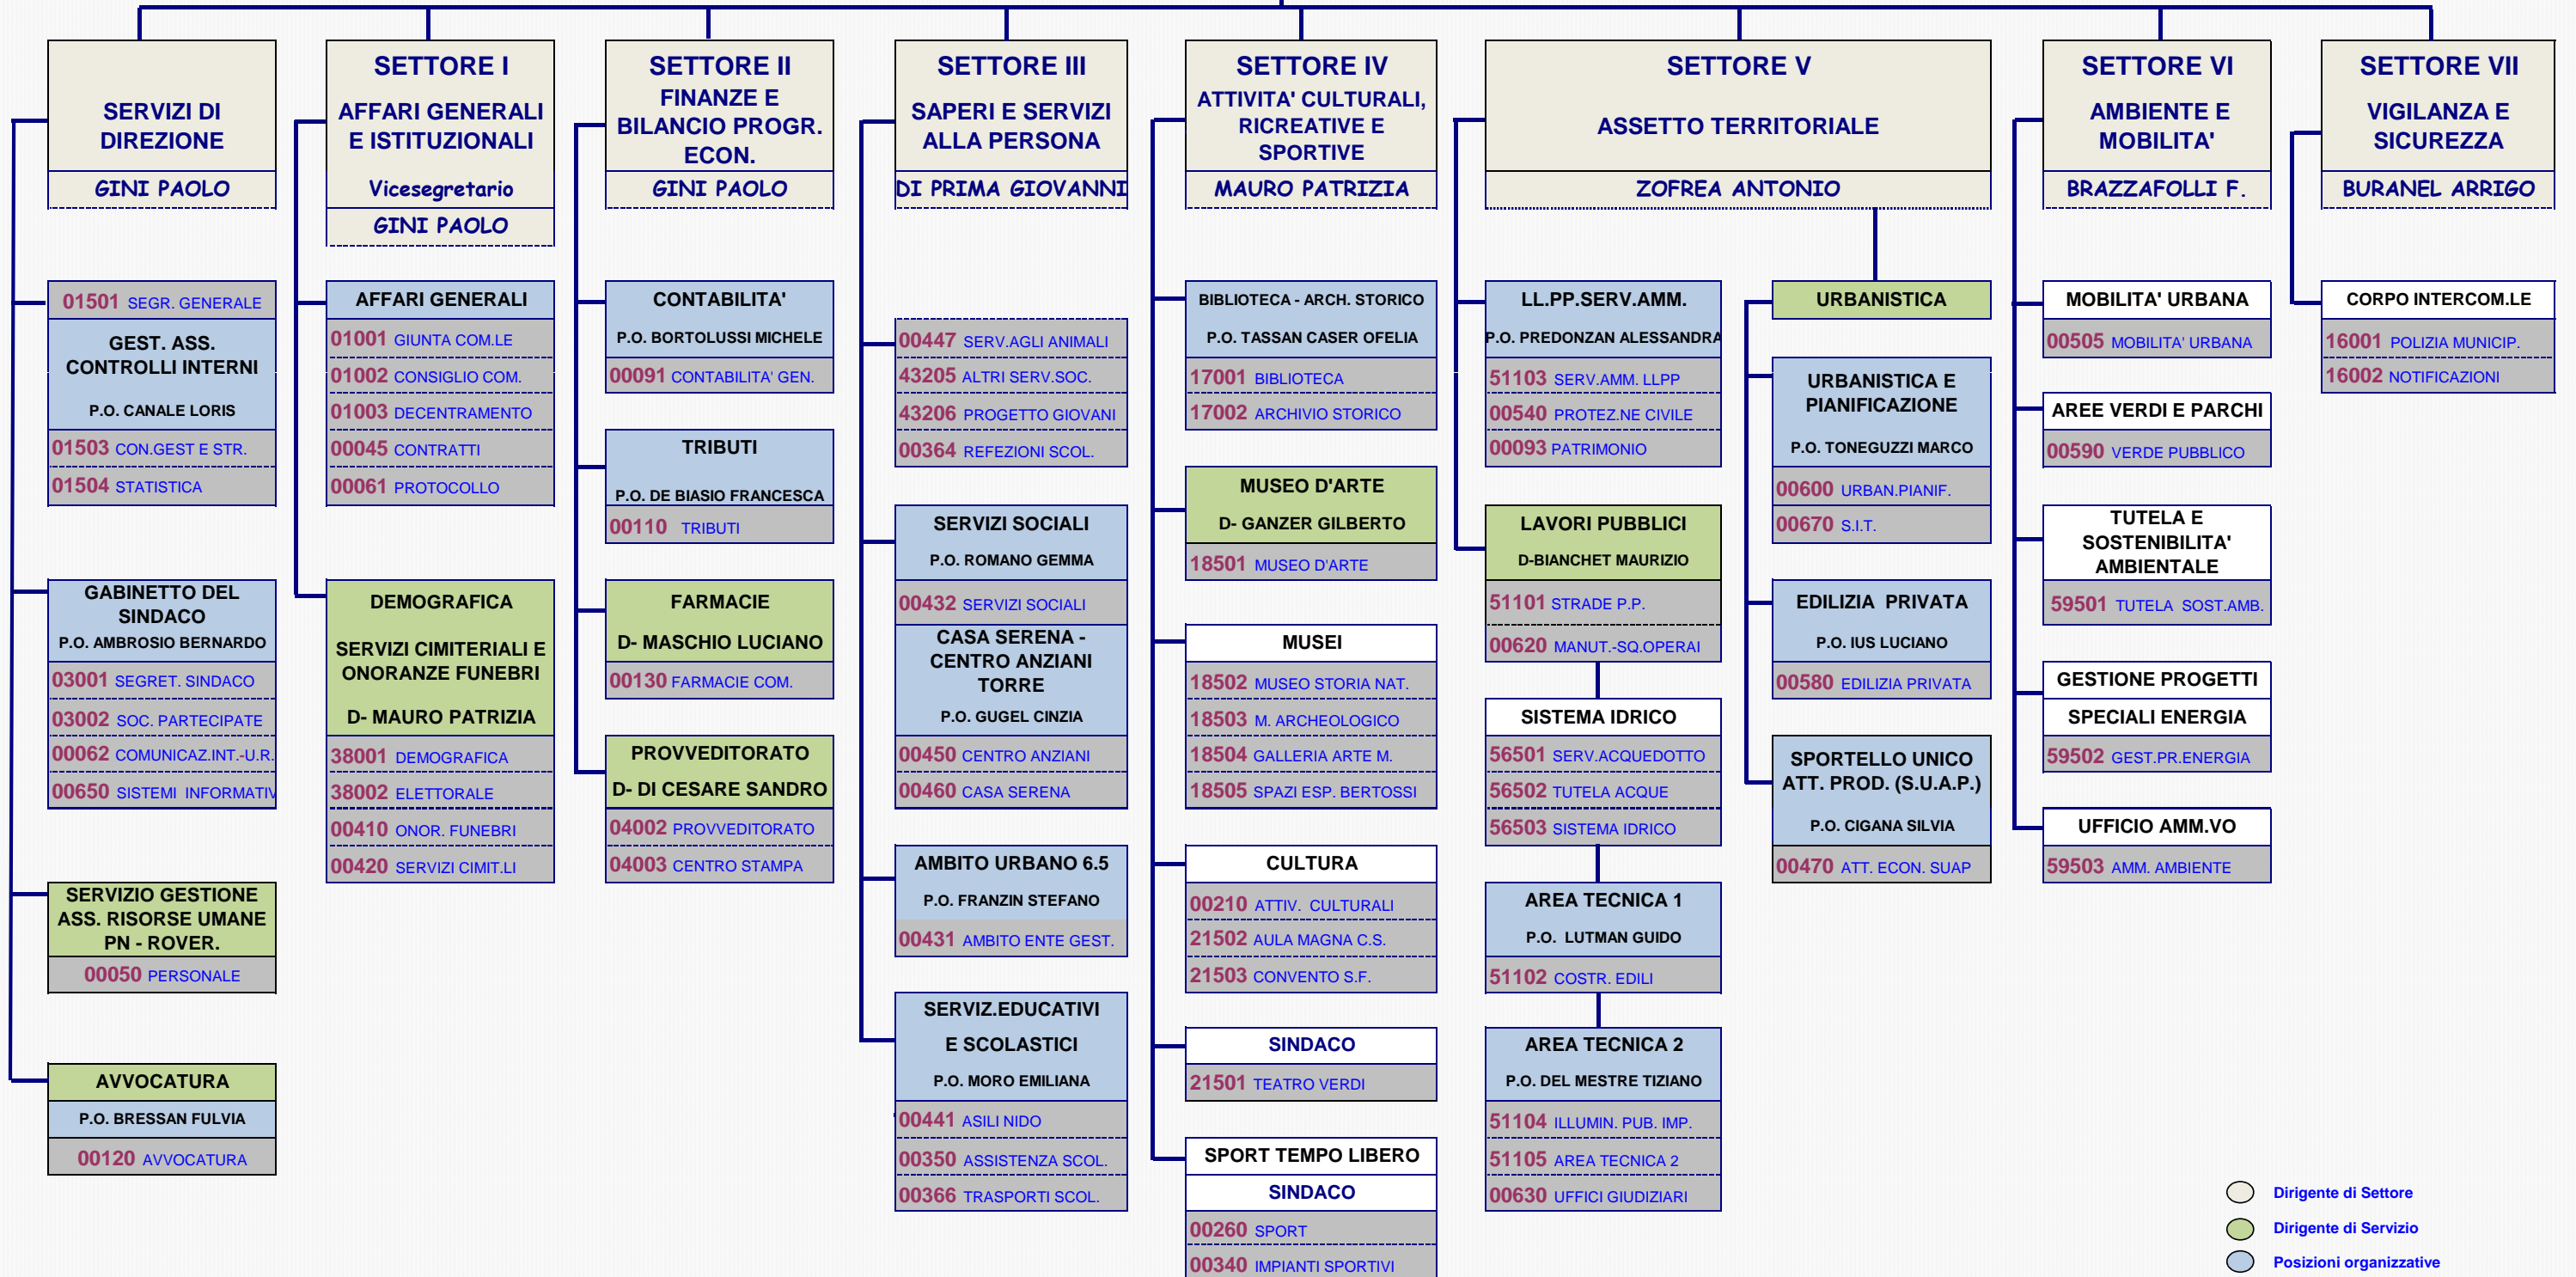 SERVIZI DI
DIREZIONE
GINI PAOLO
01501 SEGR. GENERALE
GEST. ASS.
CONTROLLI INTERNI
P.O. CANALE LORIS
01503 CON.GEST E STR.
01504 STATISTICA
GABINETTO DEL
SINDACO
P.O. AMBROSIO BERNARDO
03001 SEGRET. SINDACO
03002 SOC. PARTECIPATE
00062 COMUNICAZ.INT.-U.R.
00650 SISTEMI INFORMATIV
SERVIZIO GESTIONE
ASS. RISORSE UMANE
PN - ROVER.
00050 PERSONALE
AVVOCATURA
P.O. BRESSAN FULVIA
00120 AVVOCATURA
SETTORE I
AFFARI GENERALI
E ISTITUZIONALI
Vicesegretario
GINI PAOLO
AFFARI GENERALI
01001 GIUNTA COM.LE
01002 CONSIGLIO COM.
01003 DECENTRAMENTO
00045 CONTRATTI
00061 PROTOCOLLO
DEMOGRAFICA
SERVIZI CIMITERIALI E
ONORANZE FUNEBRI
D- MAURO PATRIZIA
38001 DEMOGRAFICA
38002 ELETTORALE
00410 ONOR. FUNEBRI
00420 SERVIZI CIMIT.LI
SETTORE II
FINANZE E
BILANCIO PROGR.
ECON.
GINI PAOLO
CONTABILITA'
P.O. BORTOLUSSI MICHELE
00091 CONTABILITA' GEN.
TRIBUTI
P.O. DE BIASIO FRANCESCA
00110 TRIBUTI
FARMACIE
D- MASCHIO LUCIANO
00130 FARMACIE COM.
PROVVEDITORATO
D- DI CESARE SANDRO
04002 PROVVEDITORATO
04003 CENTRO STAMPA
SETTORE III
SAPERI E SERVIZI
ALLA PERSONA
DI PRIMA GIOVANNI
00447 SERV.AGLI ANIMALI
43205 ALTRI SERV.SOC.
43206 PROGETTO GIOVANI
00364 REFEZIONI SCOL.
SERVIZI SOCIALI
P.O. ROMANO GEMMA
00432 SERVIZI SOCIALI
CASA SERENA -
CENTRO ANZIANI
TORRE
P.O. GUGEL CINZIA
00450 CENTRO ANZIANI
00460 CASA SERENA
AMBITO URBANO 6.5
P.O. FRANZIN STEFANO
00431 AMBITO ENTE GEST.
SERVIZ.EDUCATIVI
E SCOLASTICI
P.O. MORO EMILIANA
00441 ASILI NIDO
00350 ASSISTENZA SCOL.
00366 TRASPORTI SCOL.
SETTORE IV
ATTIVITA' CULTURALI,
RICREATIVE E
SPORTIVE
MAURO PATRIZIA
BIBLIOTECA - ARCH. STORICO
P.O. TASSAN CASER OFELIA
17001 BIBLIOTECA
17002 ARCHIVIO STORICO
MUSEO D'ARTE
D- GANZER GILBERTO
18501 MUSEO D'ARTE
MUSEI
18502 MUSEO STORIA NAT.
18503 M. ARCHEOLOGICO
18504 GALLERIA ARTE M.
18505 SPAZI ESP. BERTOSSI
CULTURA
00210 ATTIV. CULTURALI
21502 AULA MAGNA C.S.
21503 CONVENTO S.F.
SINDACO
21501 TEATRO VERDI
SPORT TEMPO LIBERO
SINDACO
00260 SPORT
00340 IMPIANTI SPORTIVI
SETTORE V
ASSETTO TERRITORIALE
ZOFREA ANTONIO
LL.PP.SERV.AMM.
P.O. PREDONZAN ALESSANDRA
51103 SERV.AMM. LLPP
00540 PROTEZ.NE CIVILE
00093 PATRIMONIO
LAVORI PUBBLICI
D-BIANCHET MAURIZIO
51101 STRADE P.P.
00620 MANUT.-SQ.OPERAI
SISTEMA IDRICO
56501 SERV.ACQUEDOTTO
56502 TUTELA ACQUE
56503 SISTEMA IDRICO
AREA TECNICA 1
P.O. LUTMAN GUIDO
51102 COSTR. EDILI
AREA TECNICA 2
P.O. DEL MESTRE TIZIANO
51104 ILLUMIN. PUB. IMP.
51105 AREA TECNICA 2
00630 UFFICI GIUDIZIARI
URBANISTICA
URBANISTICA E
PIANIFICAZIONE
P.O. TONEGUZZI MARCO
00600 URBAN.PIANIF.
00670 S.I.T.
EDILIZIA PRIVATA
P.O. IUS LUCIANO
00580 EDILIZIA PRIVATA
SPORTELLO UNICO
ATT. PROD. (S.U.A.P.)
P.O. CIGANA SILVIA
00470 ATT. ECON. SUAP
SETTORE VI
AMBIENTE E
MOBILITA'
BRAZZAFOLLI F.
MOBILITA' URBANA
00505 MOBILITA' URBANA
AREE VERDI E PARCHI
00590 VERDE PUBBLICO
TUTELA E
SOSTENIBILITA'
AMBIENTALE
59501 TUTELA SOST.AMB.
GESTIONE PROGETTI
SPECIALI ENERGIA
59502 GEST.PR.ENERGIA
UFFICIO AMM.VO
59503 AMM. AMBIENTE
SETTORE VII
VIGILANZA E
SICUREZZA
BURANEL ARRIGO
CORPO INTERCOM.LE
16001 POLIZIA MUNICIP.
16002 NOTIFICAZIONI
Dirigente di Settore
Dirigente di Servizio
Posizioni organizzative